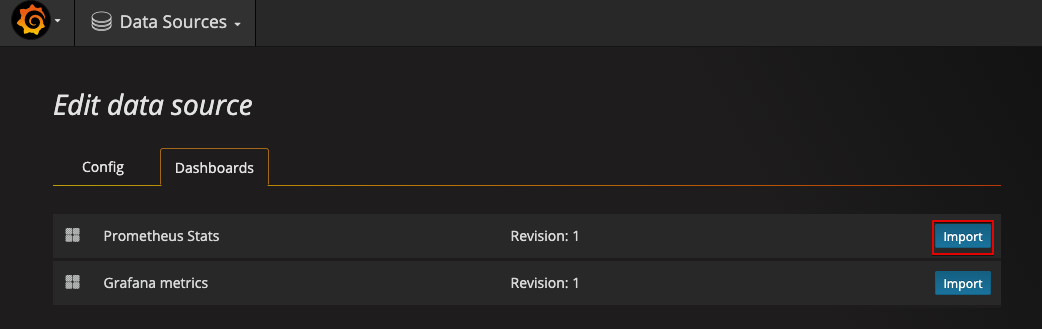 Data Sources
Edit data source
Config Dashboards
Prometheus Stats Revision: 1 Import
Grafana metrics Revision: 1 Import